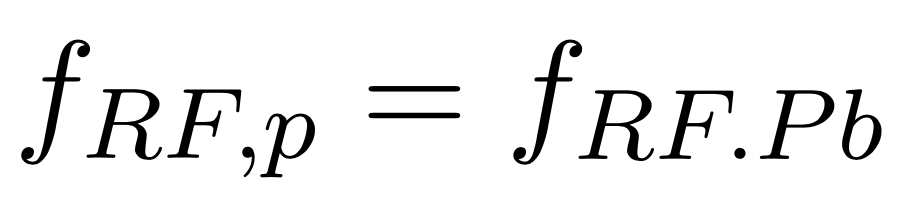 f_{RF,p} = f_{RF.Pb}